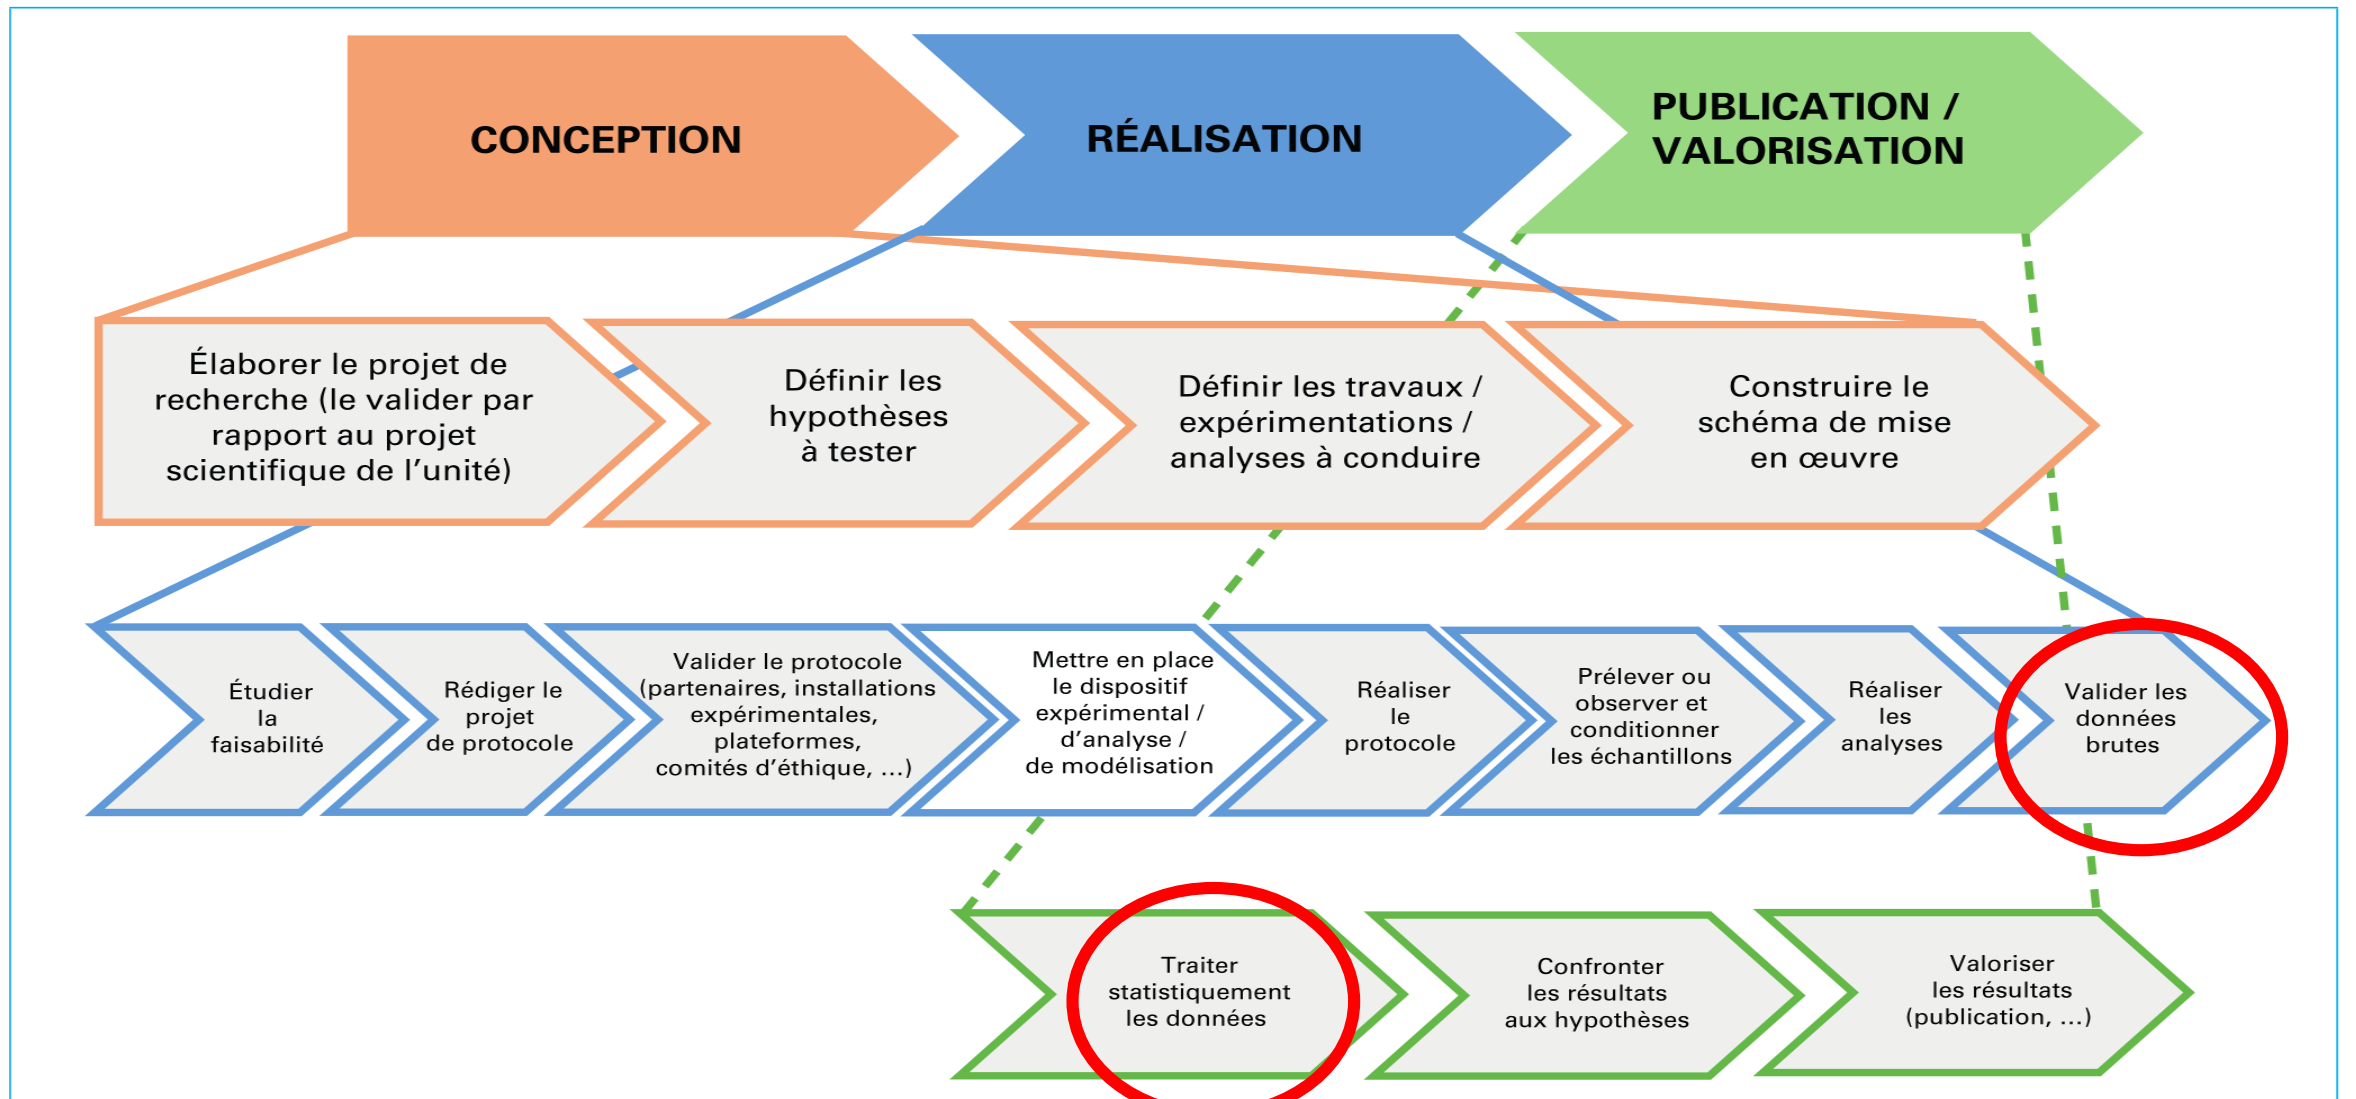 CONCEPTION
RÉALISATION
PUBLICATION /
VALORISATION
Élaborer le projet de
recherche (le valider par
rapport au projet
scientifique de l’unité)
Définir les
hypothèses
à tester
Définir les travaux /
expérimentations /
analyses à conduire
Construire le
schéma de mise
en œuvre
Étudier
la
faisabilité
Rédiger le
projet
de protocole
Valider le protocole
(partenaires, installations
expérimentales,
plateformes,
comités d’éthique, ...)
Mettre en place
le dispositif
expérimental /
d’analyse /
de modélisation
Réaliser
le
protocole
Prélever ou
observer et
conditionner
les échantillons
Réaliser
les
analyses
Valider les
données
brutes
Traiter
statistiquement
les données
Confronter
les résultats
aux hypothèses
Valoriser
les résultats
(publication, ...)